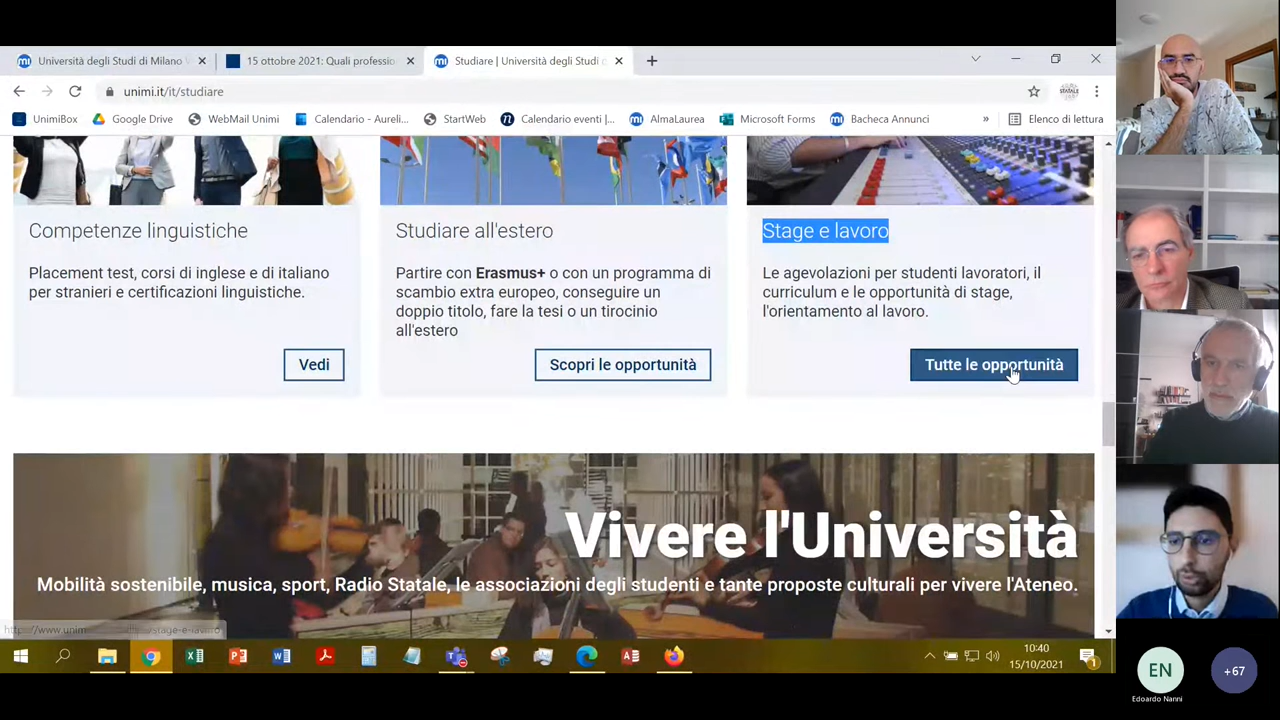 Università degli Studi di Milano
15 ottobre 2021: Quali professio
Studiare | Università degli Studi d
unimi.it/it/studiare
UnimiBox
Google Drive
WebMail Unimi
Calendario - Aureli...
StartWeb
Calendario eventi |...
AlmaLaurea
Microsoft Forms
Bacheca Annunci
»
Elenco di lettura
Competenze linguistiche
Placement test, corsi di inglese e di italiano
per stranieri e certificazioni linguistiche.
Vedi
Studiare all'estero
Partire con Erasmus+ o con un programma di
scambio extra europeo, conseguire un
doppio titolo, fare la tesi o un tirocinio
all'estero
Scopri le opportunità
Stage e lavoro
Le agevolazioni per studenti lavoratori, il
curriculum e le opportunità di stage,
l'orientamento al lavoro.
Tutte le opportunità
Vivere l'Università
Mobilità sostenibile, musica, sport, Radio Statale, le associazioni degli studenti e tante proposte culturali per vivere l'Ateneo.
10:40
15/10/2021
EN
Edoardo Nanni
+67